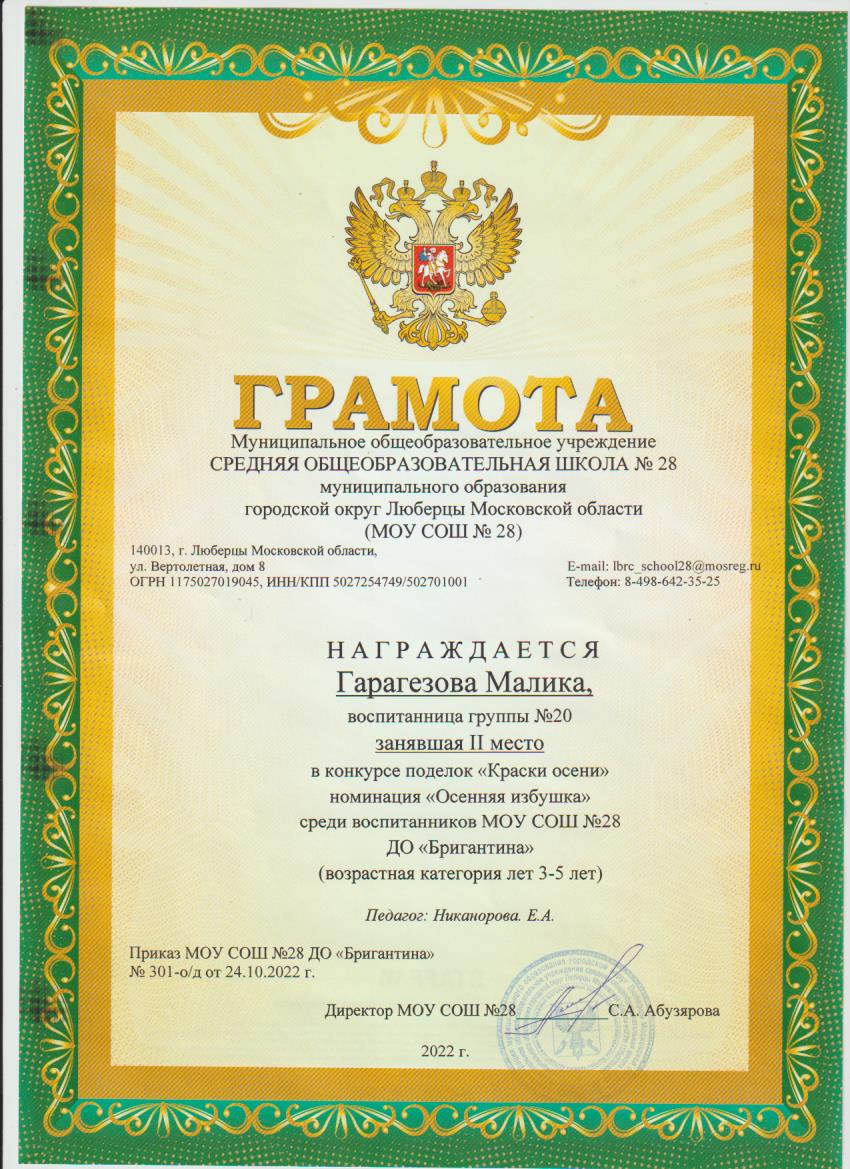 ГРАМОТА
Муниципальное общеобразовательное учреждение
СРЕДНЯЯ ОБЩЕОБРАЗОВАТЕЛЬНАЯ ШКОЛА № 28
муниципального образования
городской округ Люберцы Московской области
(МОУ СОШ № 28)
140013, г. Люберцы Московской области,
ул. Вертолетная, дом 8 E-mail: lbrc_school28@mosreg.ru
ОГРН 1175027019045, ИНН/КПП 5027254749/502701001 Телефон: 8-498-642-35-25
НАГРАЖДАЕТСЯ
Гарагезова Малика,
воспитанница группы №20
занявшая II место
в конкурсе поделок «Краски осени»
номинация «Осенняя избушка»
среди воспитанников МОУ СОШ №28
ДО «Бригантина»
(возрастная категория лет 3-5 лет)
Педагог: Никанорова. Е.А.
Приказ МОУ СОШ №28 ДО «Бригантина»
№ 301-о/д от 24.10.2022 г.
Директор МОУ СОШ №28 С.А. Абузярова
2022 г.